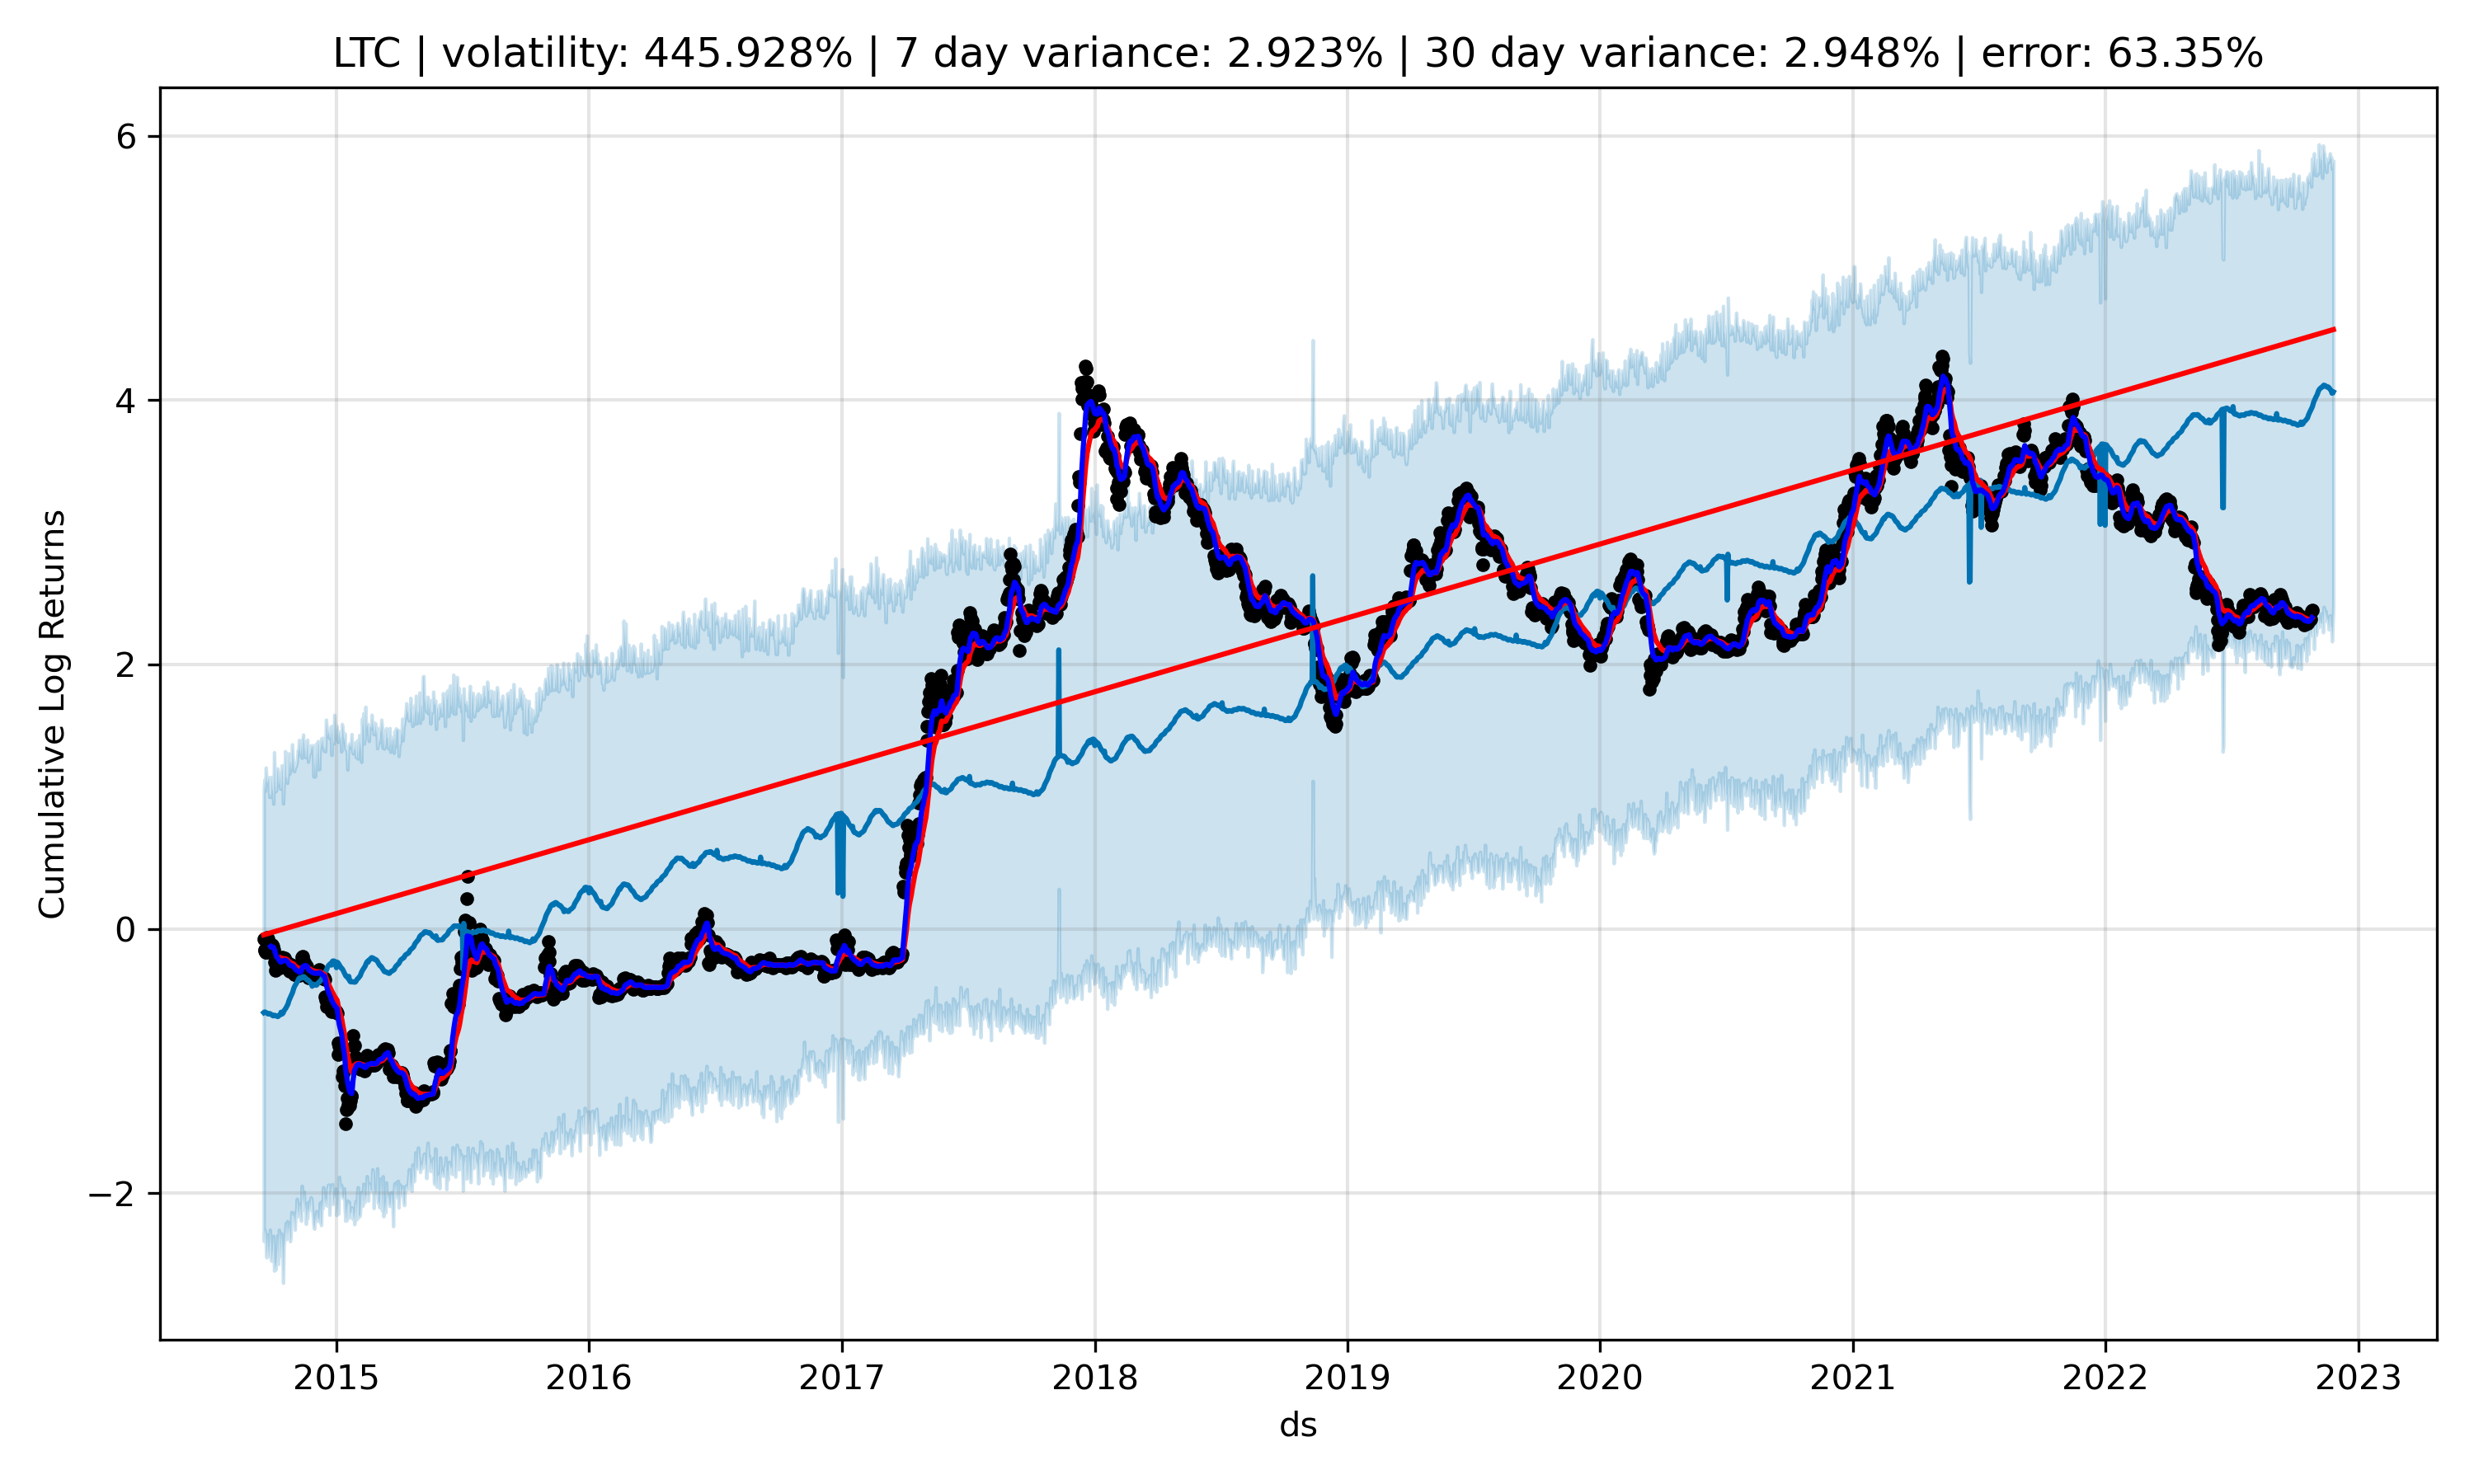 LTC | volatility: 445.928% | 7 day variance: 2.923% | 30 day variance: 2.948% | error: 63.35%
Cumulative Log Returns
6
4
2
0
−2
2015 2016 2017 2018 2019 2020 2021 2022 2023
ds